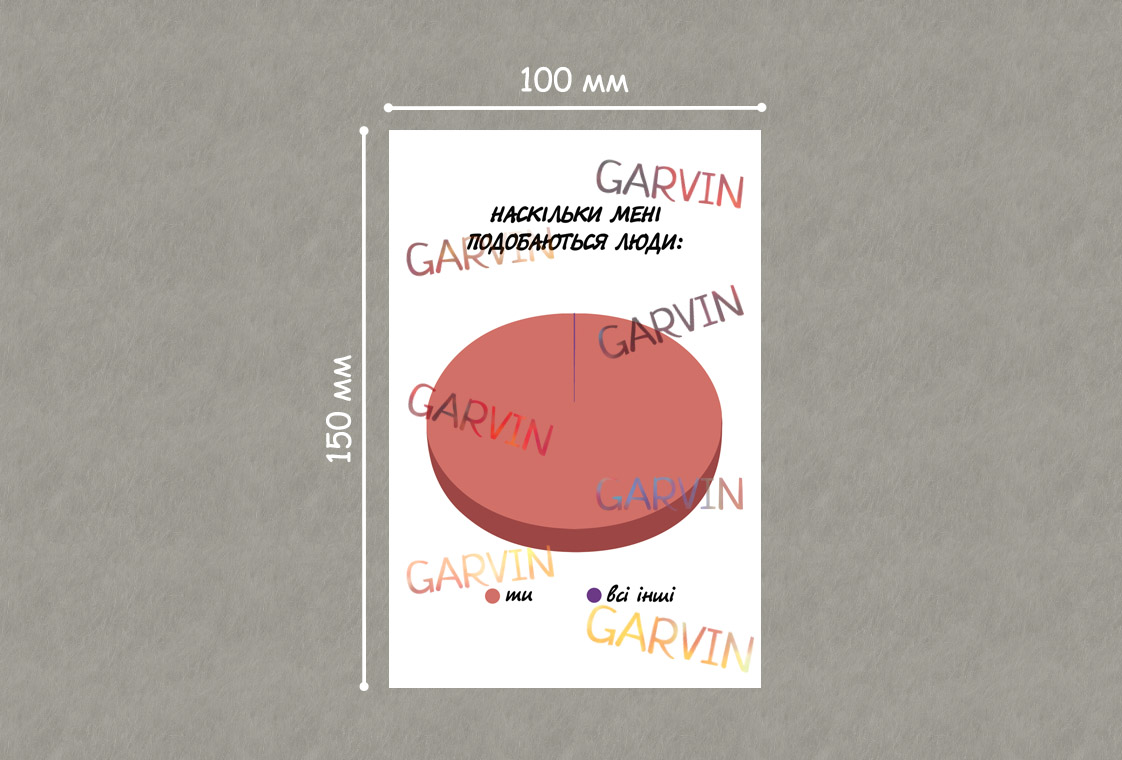 100 мм
150 мм
GARVIN
НАСКІЛЬКИ МЕНІ
ПОДОБАЮТЬСЯ ЛЮДИ:
GARVIN
GARVIN
GARVIN
GARVIN
GARVIN
ти
всі інші
GARVIN